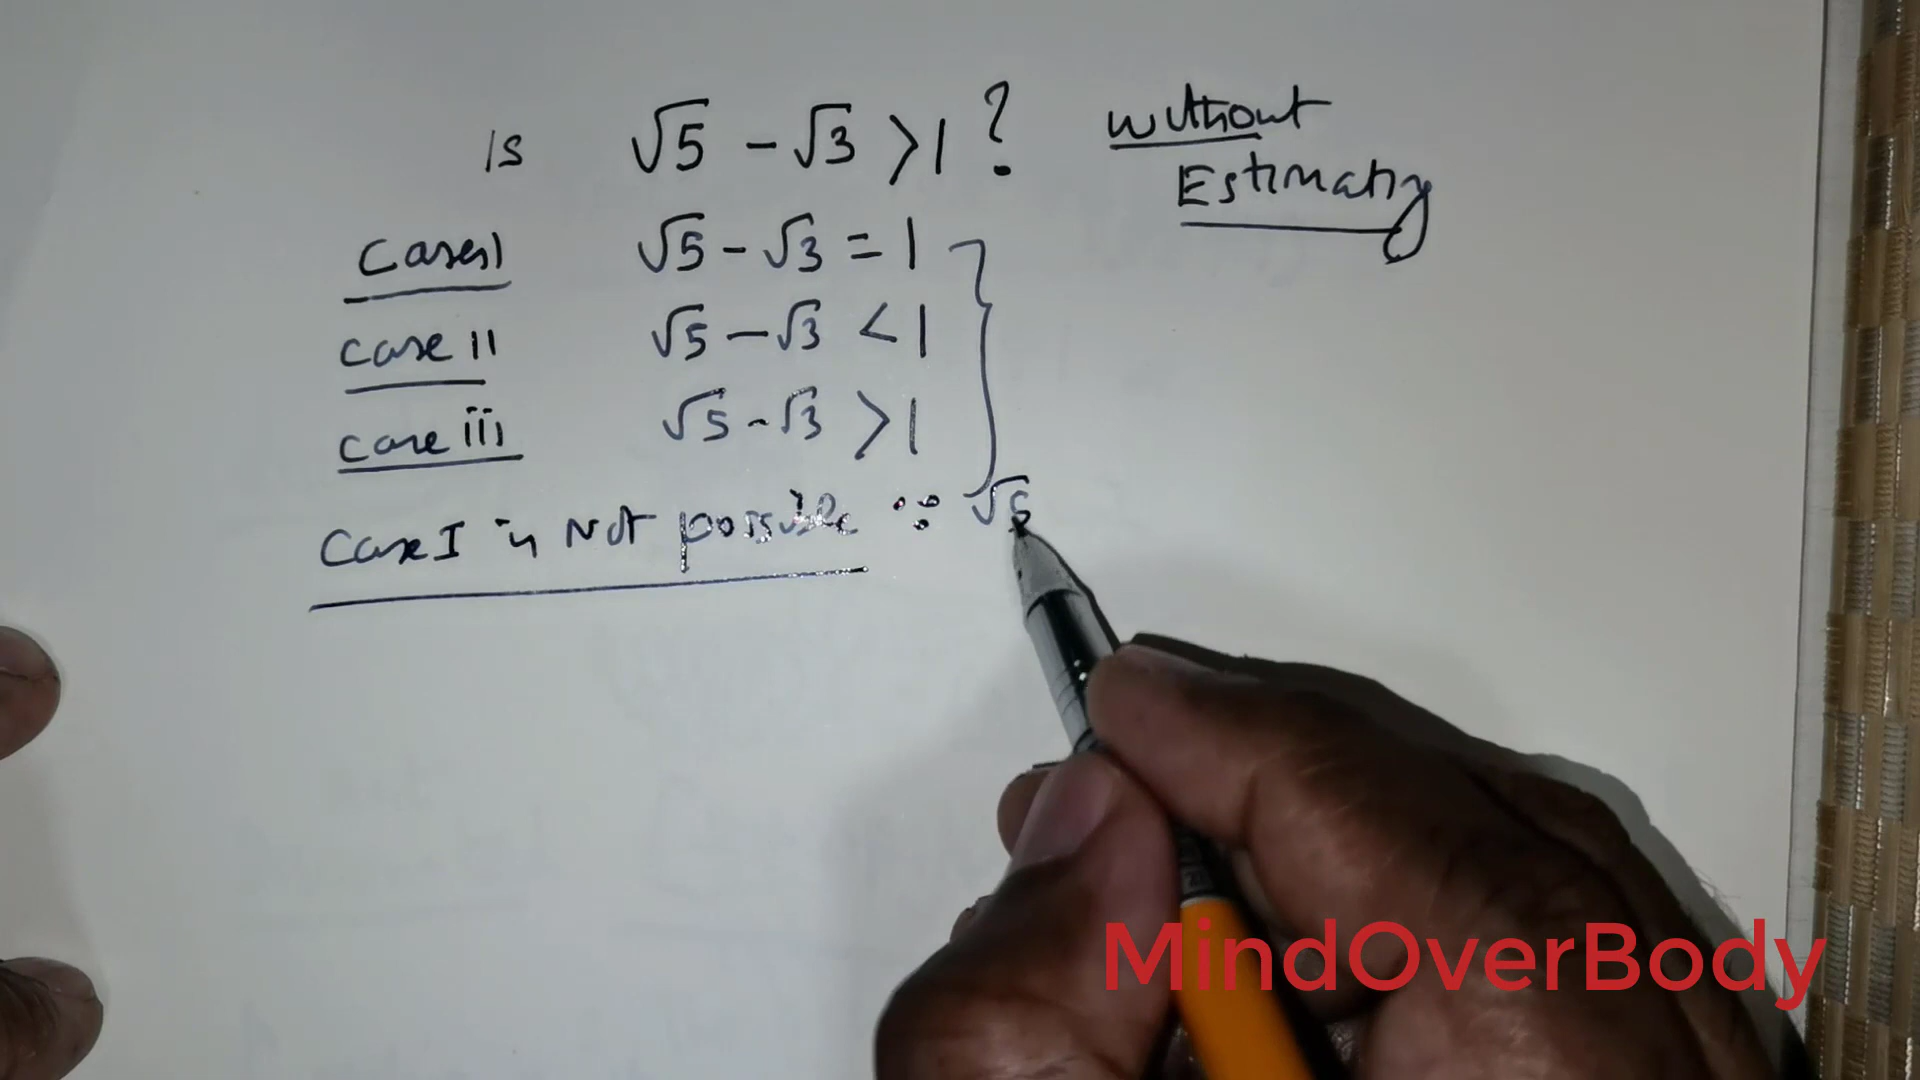 Is √5 - √3 > 1 ? without
Estimating
Case I √5 - √3 = 1
Case II √5 - √3 < 1
Case iii √5 - √3 > 1
Case I is Not possible ∵ √5
MindOverBody